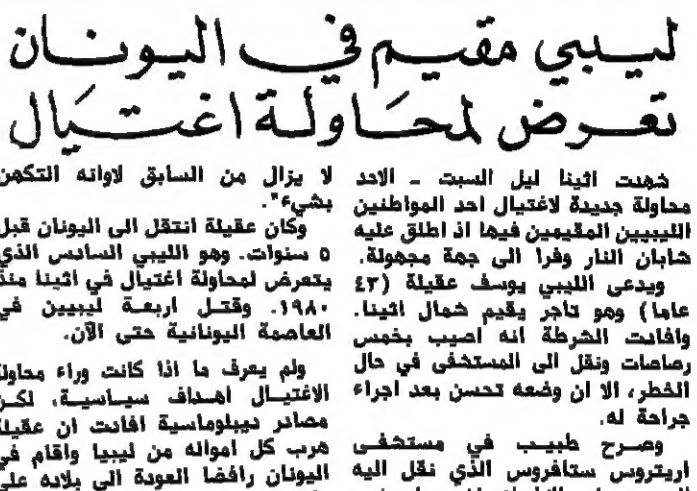 ليبي مقيم في اليونان
تعرض لمحاولة اغتيال
شهدت اثينا ليل السبت - الاحد
محاولة جديدة لاغتيال احد المواطنين
الليبيين المقيمين فيها اذ اطلق عليه
شابان النار وفرا الى جهة مجهولة.
ويدعى الليبي يوسف عقيلة (٤٣
عاما) وهو تاجر يقيم شمال اثينا.
وافادت الشرطة انه اصيب بخمس
رصاصات ونقل الى المستشفى في حال
الخطر، الا ان وضعه تحسن بعد اجراء
جراحة له.
وصرح طبيب في مستشفى
اريتروس ستافروس الذي نقل اليه
لا يزال من السابق لاوانه التكهن
بشيء".
وكان عقيلة انتقل الى اليونان قبل
٥ سنوات. وهو الليبي السادس الذي
يتعرض لمحاولة اغتيال في اثينا منذ
١٩٨٠. وقتل اربعة ليبيين في
العاصمة اليونانية حتى الآن.
ولم يعرف ما اذا كانت وراء محاولة
الاغتيال اهداف سياسية، لكن
مصادر ديبلوماسية افادت ان عقيلة
هرب كل امواله من ليبيا واقام في
اليونان رافضا العودة الى بلاده على